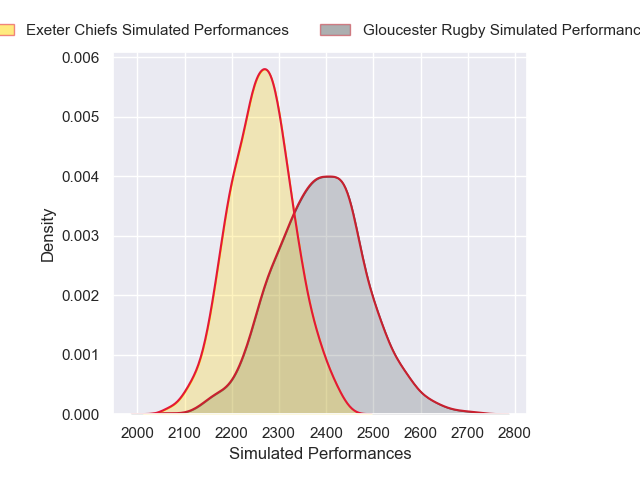 Exeter Chiefs Simulated Performances
Gloucester Rugby Simulated
0.006
0.005
0.004
0.003
0.002
0.001
0.000
Density
2000 2100 2200 2300 2400 2500 2600 2700 2800
Simulated Performances